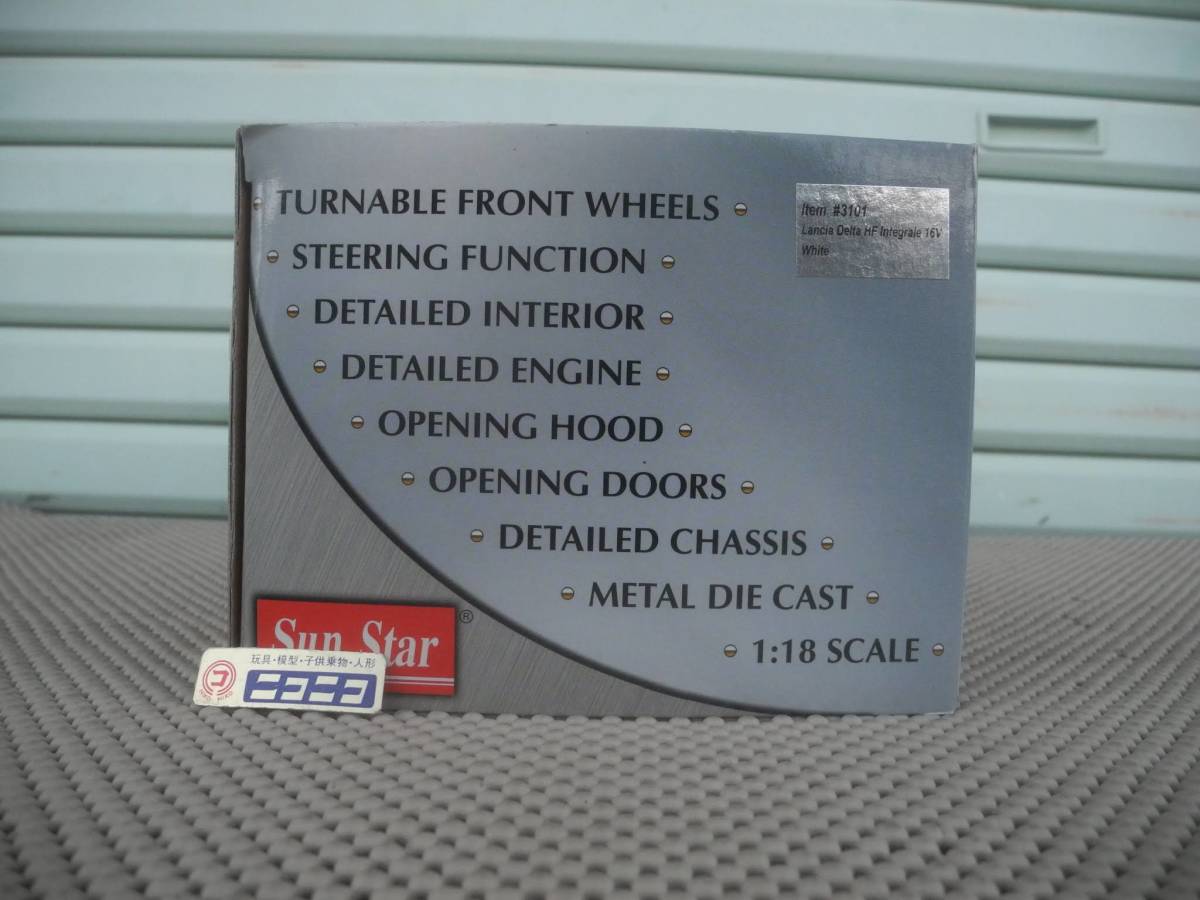 TURNABLE FRONT WHEELS
STEERING FUNCTION
DETAILED INTERIOR
DETAILED ENGINE
OPENING HOOD
OPENING DOORS
DETAILED CHASSIS
METAL DIE CAST
1:18 SCALE
Item #3101
Lancia Delta HF Integrale 16V
White
Sun Star ®
玩具・模型・子供乗物・人形
コ ニコニコ